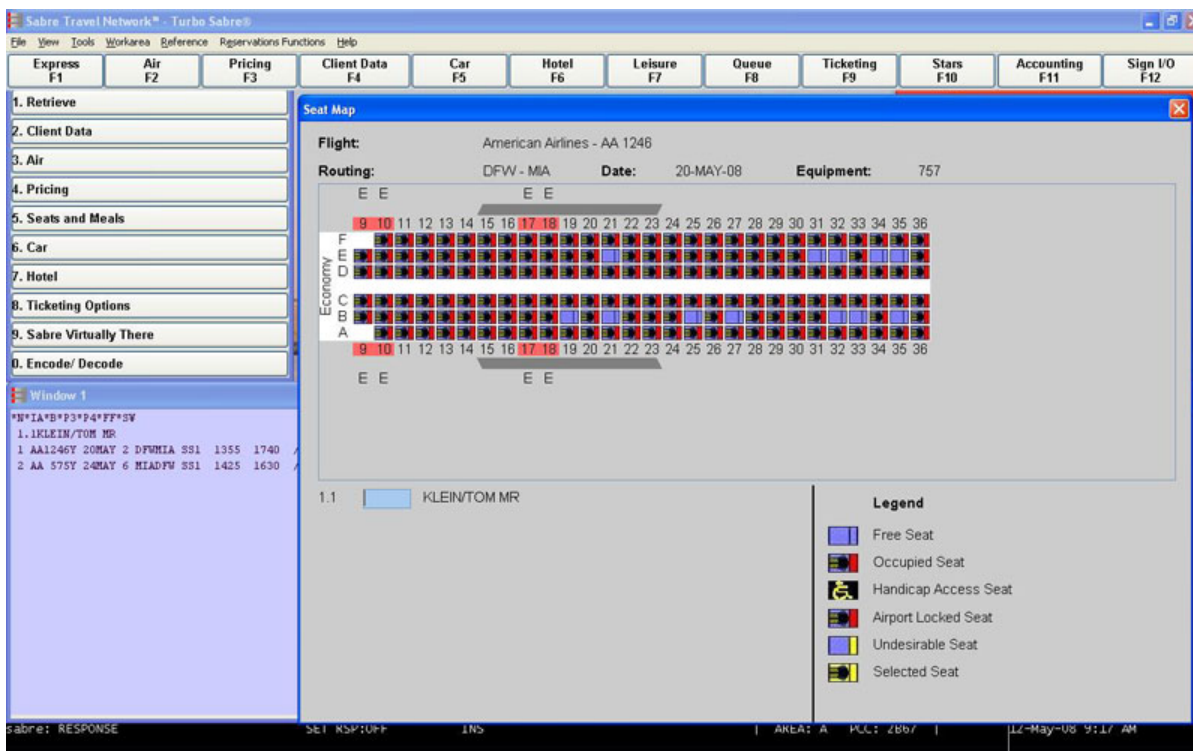 Sabre Travel Network℠ - Turbo Sabre®
File View Tools Workarea Reference Reservations Functions Help
Express Air Pricing Client Data Car Hotel Leisure Queue Ticketing Stars Accounting Sign I/O
F1 F2 F3 F4 F5 F6 F7 F8 F9 F10 F11 F12
1. Retrieve
2. Client Data
3. Air
4. Pricing
5. Seats and Meals
6. Car
7. Hotel
8. Ticketing Options
9. Sabre Virtually There
0. Encode/ Decode
Window 1
*N*IA*B*P3*P4*FF*SW
1.1KLEIN/TOM MR
1 AA1246Y 20MAY 2 DFWMIA SS1 1355 1740 /
2 AA 575Y 24MAY 6 MIADFW SS1 1425 1630 /
Seat Map
Flight: American Airlines - AA 1246
Routing: DFW - MIA Date: 20-MAY-08 Equipment: 757
E E E E
9 10 11 12 13 14 15 16 17 18 19 20 21 22 23 24 25 26 27 28 29 30 31 32 33 34 35 36
Economy
F
E
D
C
B
A
9 10 11 12 13 14 15 16 17 18 19 20 21 22 23 24 25 26 27 28 29 30 31 32 33 34 35 36
E E E E
1.1 KLEIN/TOM MR
Legend
Free Seat
Occupied Seat
Handicap Access Seat
Airport Locked Seat
Undesirable Seat
Selected Seat
sabre: RESPONSE SET RSP:OFF INS | AREA: A PCC: 2B67 | 12-May-08 9:17 AM